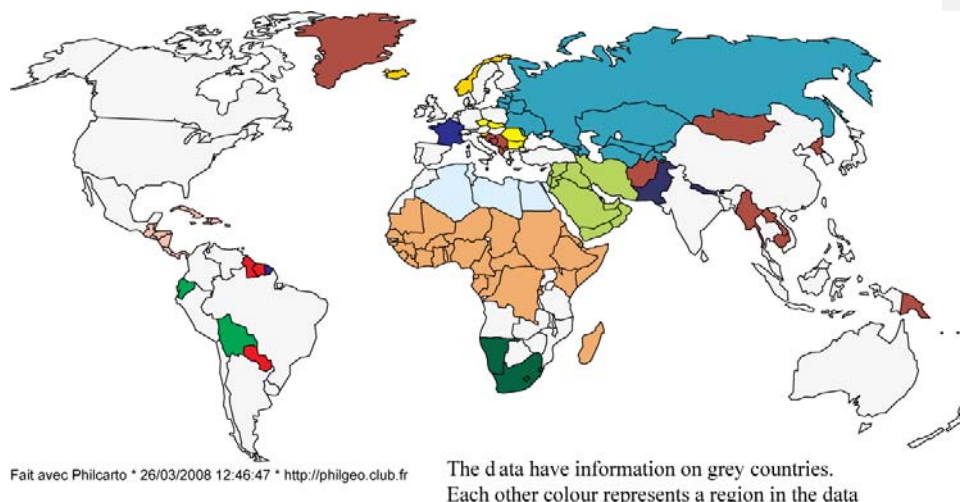 Fait avec Philcarto * 26/03/2008 12:46:47 * http://philgeo.club.fr
The data have information on grey countries.
Each other colour represents a region in the data